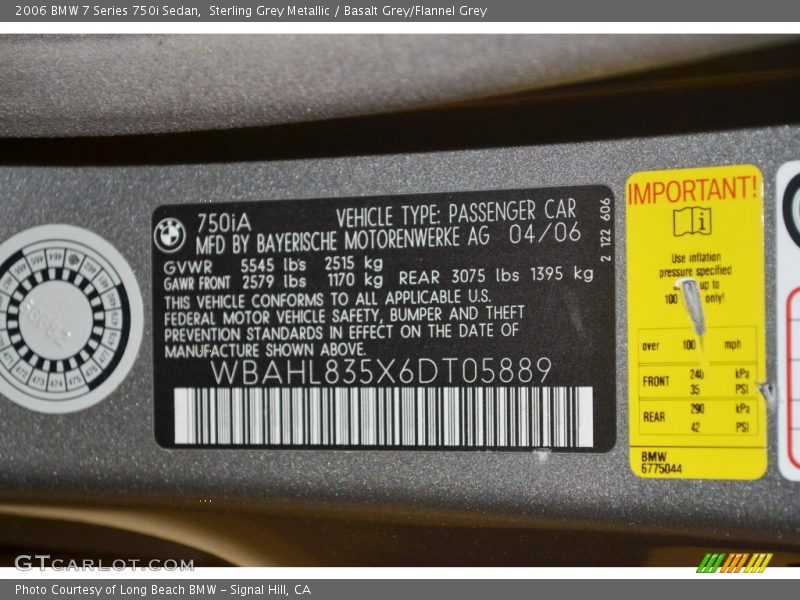 2006 BMW 7 Series 750i Sedan,  Sterling Grey Metallic / Basalt Grey/Flannel Grey
750iA
VEHICLE TYPE: PASSENGER CAR
MFD BY BAYERISCHE MOTORENWERKE AG 04/06
GVWR 5545 lbs 2515 kg
GAWR FRONT 2579 lbs 1170 kg REAR 3075 lbs 1395 kg
THIS VEHICLE CONFORMS TO ALL APPLICABLE U.S.
FEDERAL MOTOR VEHICLE SAFETY, BUMPER AND THEFT
PREVENTION STANDARDS IN EFFECT ON THE DATE OF
MANUFACTURE SHOWN ABOVE.
WBAHL835X6DT05889
2 122 606
IMPORTANT!
Use inflation
pressure specified
up to
100 only!
over 100 mph
FRONT 240 kPa
35 PSI
REAR 290 kPa
42 PSI
BMW
6775044
GTCARLOT.COM
Photo Courtesy of Long Beach BMW – Signal Hill, CA